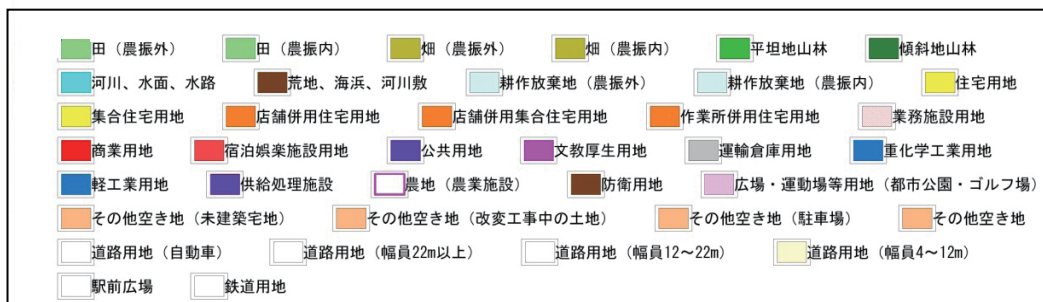 田（農振外） 田（農振内） 畑（農振外） 畑（農振内） 平坦地山林 傾斜地山林
河川、水面、水路 荒地、海浜、河川敷 耕作放棄地（農振外） 耕作放棄地（農振内） 住宅用地
集合住宅用地 店舗併用住宅用地 店舗併用集合住宅用地 作業所併用住宅用地 業務施設用地
商業用地 宿泊娯楽施設用地 公共用地 文教厚生用地 運輸倉庫用地 重化学工業用地
軽工業用地 供給処理施設 農地（農業施設） 防衛用地 広場・運動場等用地（都市公園・ゴルフ場）
その他空き地（未建築宅地） その他空き地（改変工事中の土地） その他空き地（駐車場） その他空き地
道路用地（自動車） 道路用地（幅員22m以上） 道路用地（幅員12～22m） 道路用地（幅員4～12m）
駅前広場 鉄道用地